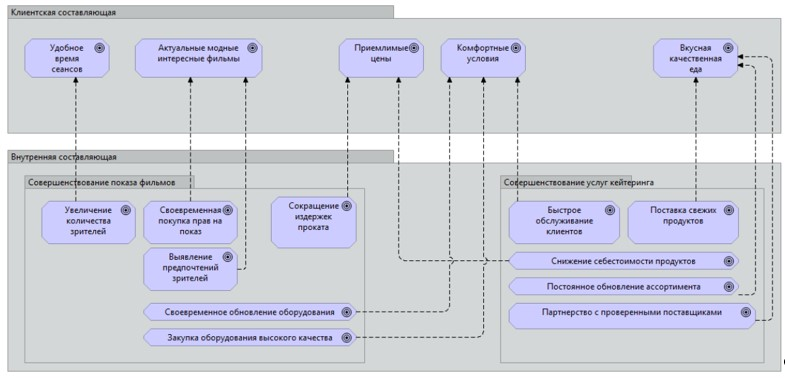 Клиентская составляющая
Удобное
время
сеансов
Актуальные модные
интересные фильмы
Приемлимые
цены
Комфортные
условия
Вкусная
качественная
еда
Внутренняя составляющая
Совершенствование показа фильмов
Увеличение
количества
зрителей
Своевременная
покупка прав на
показ
Сокращение
издержек
проката
Выявление
предпочтений
зрителей
Своевременное обновление оборудования
Закупка оборудования высокого качества
Совершенствование услуг кейтеринга
Быстрое
обслуживание
клиентов
Поставка свежих
продуктов
Снижение себестоимости продуктов
Постоянное обновление ассортимента
Партнерство с проверенными поставщиками